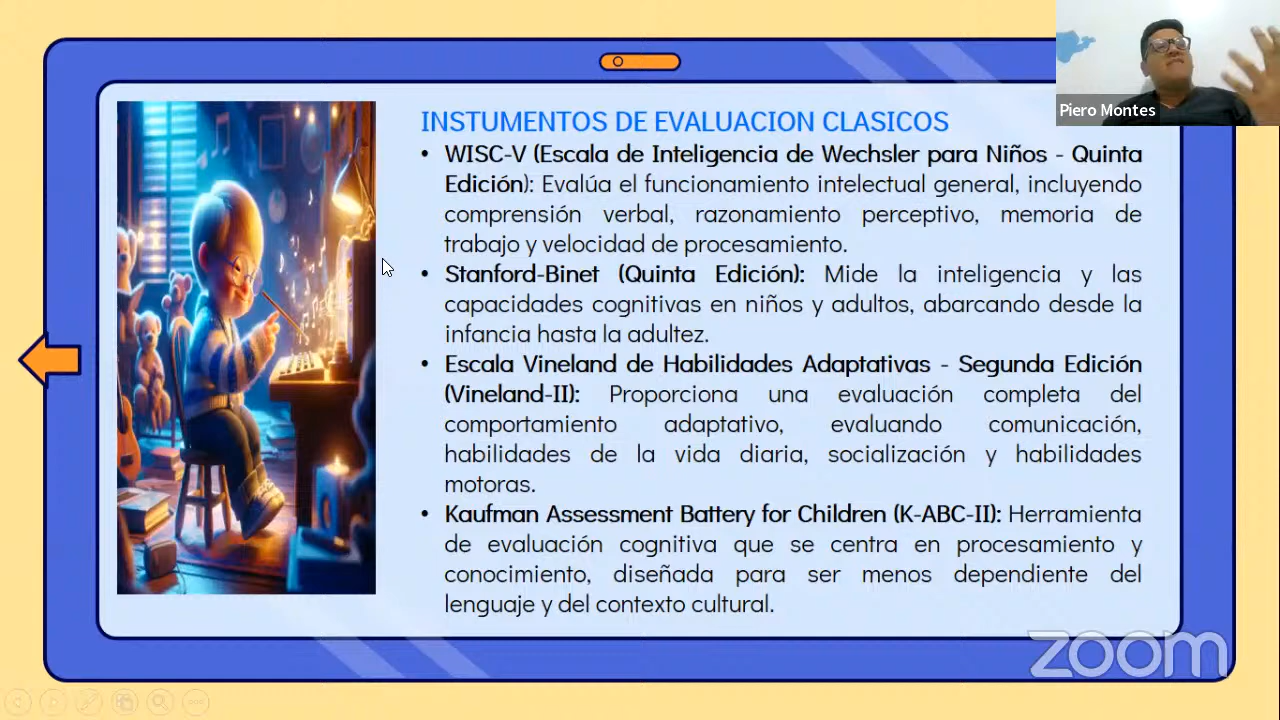 Piero Montes
INSTUMENTOS DE EVALUACION CLASICOS
• WISC-V (Escala de Inteligencia de Wechsler para Niños - Quinta
Edición): Evalúa el funcionamiento intelectual general, incluyendo
comprensión verbal, razonamiento perceptivo, memoria de
trabajo y velocidad de procesamiento.
• Stanford-Binet (Quinta Edición): Mide la inteligencia y las
capacidades cognitivas en niños y adultos, abarcando desde la
infancia hasta la adultez.
• Escala Vineland de Habilidades Adaptativas - Segunda Edición
(Vineland-II): Proporciona una evaluación completa del
comportamiento adaptativo, evaluando comunicación,
habilidades de la vida diaria, socialización y habilidades
motoras.
• Kaufman Assessment Battery for Children (K-ABC-II): Herramienta
de evaluación cognitiva que se centra en procesamiento y
conocimiento, diseñada para ser menos dependiente del
lenguaje y del contexto cultural.
zoom